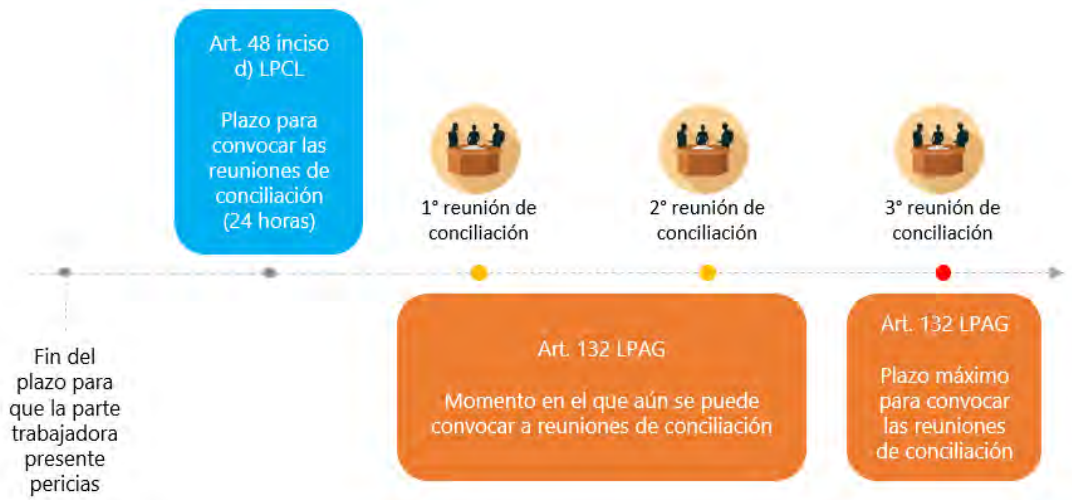 Art. 48 inciso
d) LPCL
Plazo para
convocar las
reuniones de
conciliación
(24 horas)
1° reunión de
conciliación
2° reunión de
conciliación
3° reunión de
conciliación
Fin del
plazo para
que la parte
trabajadora
presente
pericias
Art. 132 LPAG
Momento en el que aún se puede
convocar a reuniones de conciliación
Art. 132 LPAG
Plazo máximo
para convocar
las reuniones
de conciliación